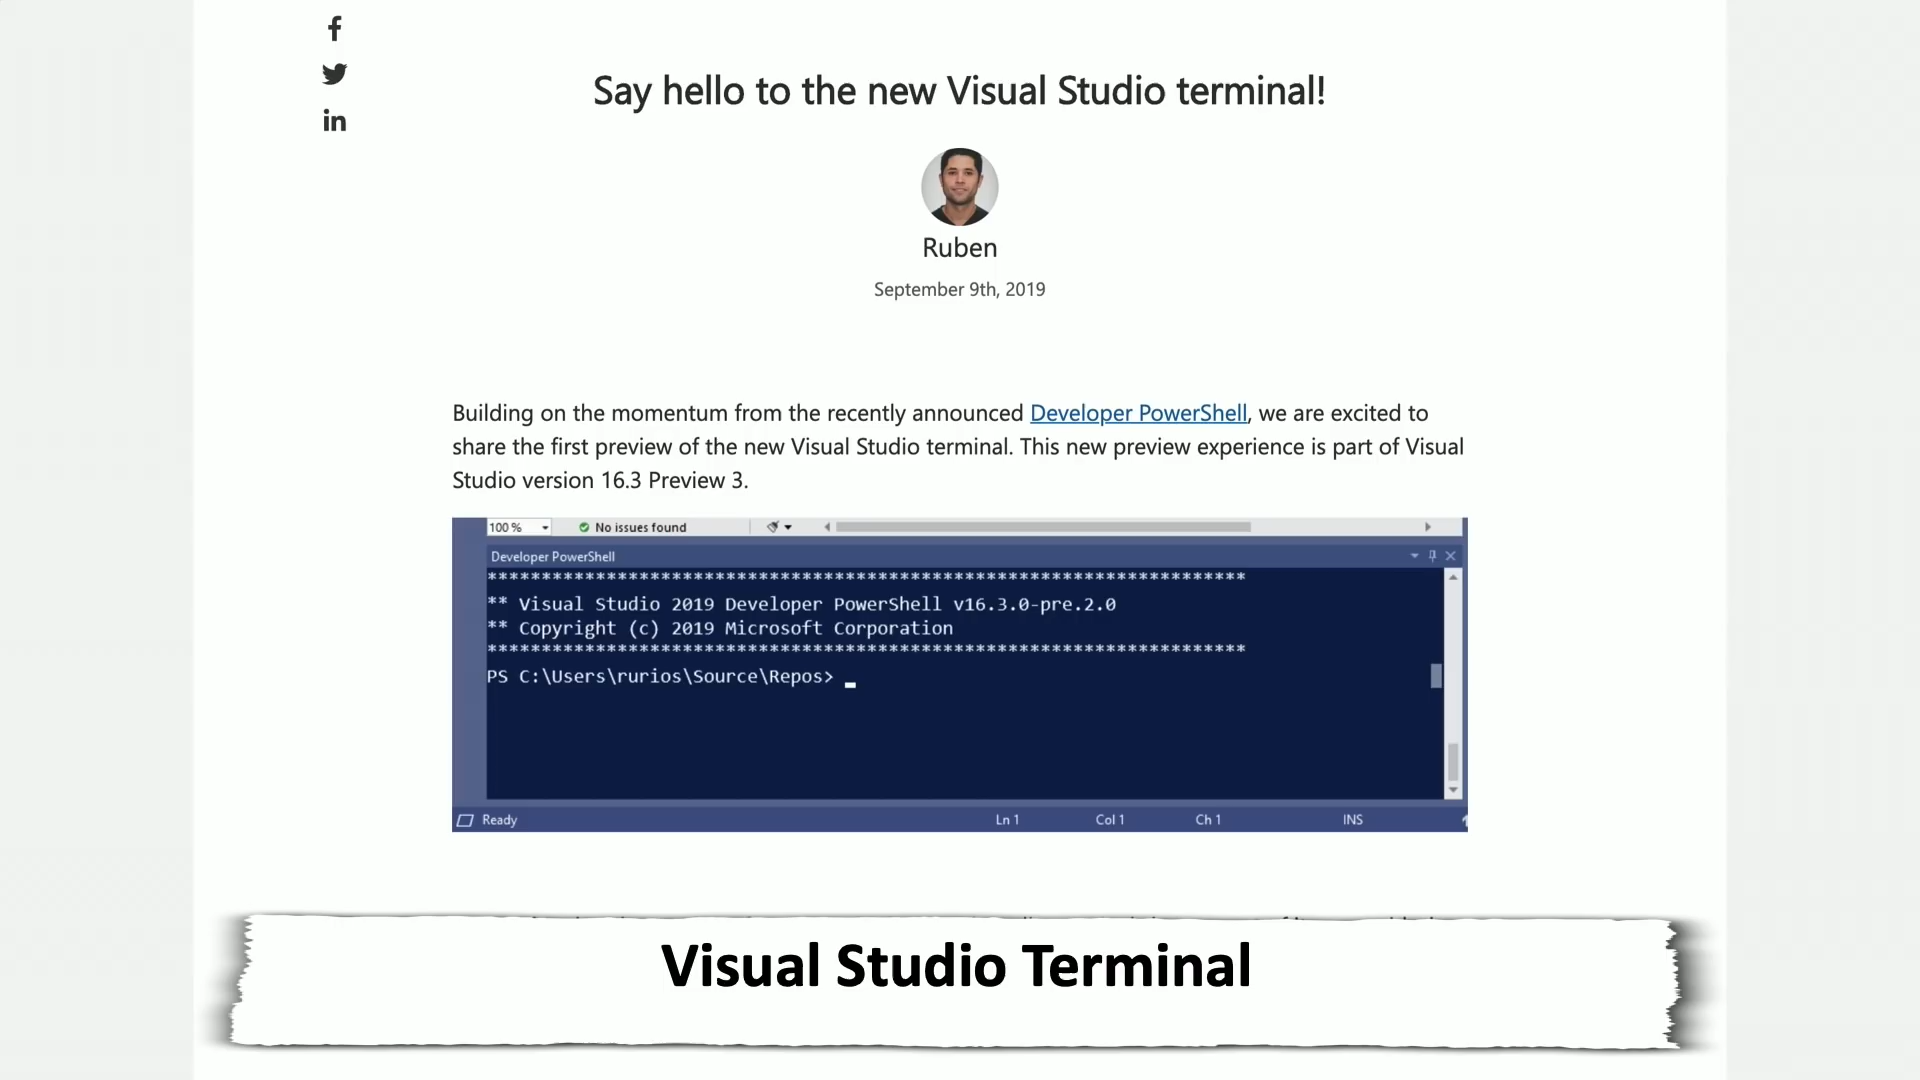 Say hello to the new Visual Studio terminal!
Ruben
September 9th, 2019
Building on the momentum from the recently announced Developer PowerShell, we are excited to
share the first preview of the new Visual Studio terminal. This new preview experience is part of Visual
Studio version 16.3 Preview 3.
100 % No issues found
Developer PowerShell
**********************************************************************
** Visual Studio 2019 Developer PowerShell v16.3.0-pre.2.0
** Copyright (c) 2019 Microsoft Corporation
**********************************************************************
PS C:\Users\rurios\Source\Repos> _
Ready Ln 1 Col 1 Ch 1 INS
Visual Studio Terminal